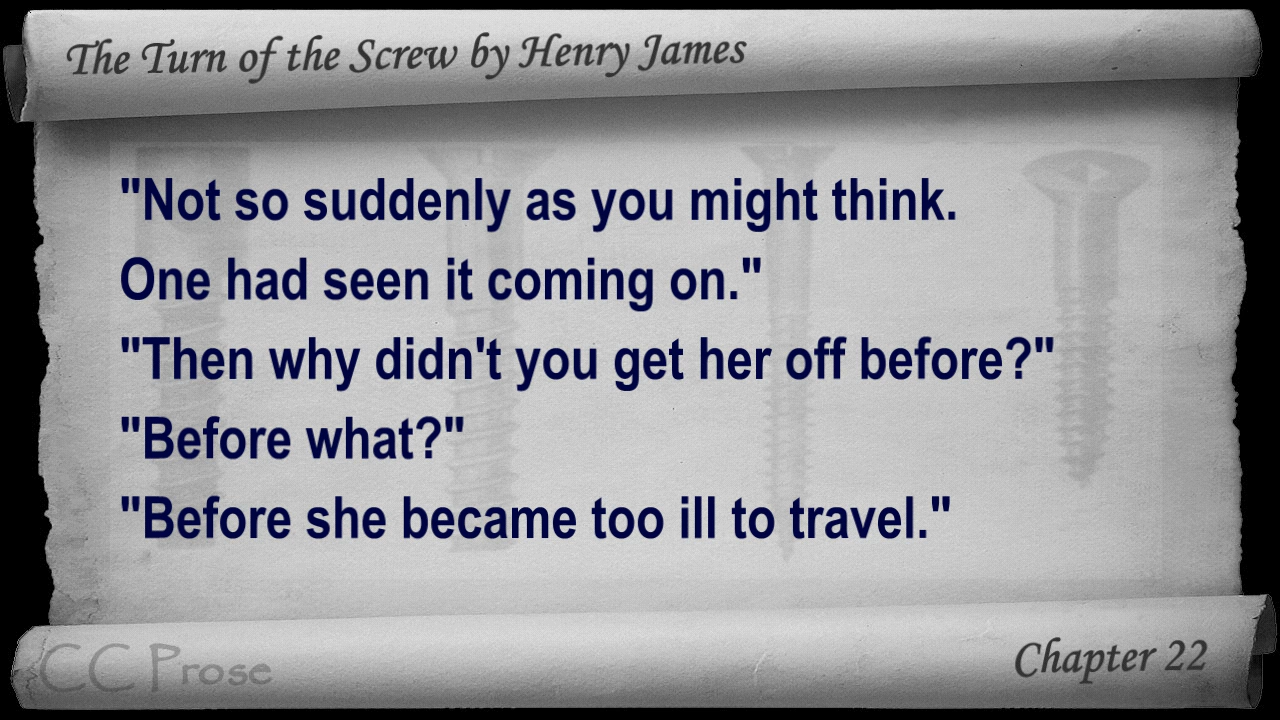 The Turn of the Screw by Henry James
"Not so suddenly as you might think.
One had seen it coming on."
"Then why didn't you get her off before?"
"Before what?"
"Before she became too ill to travel."
CC Prose
Chapter 22